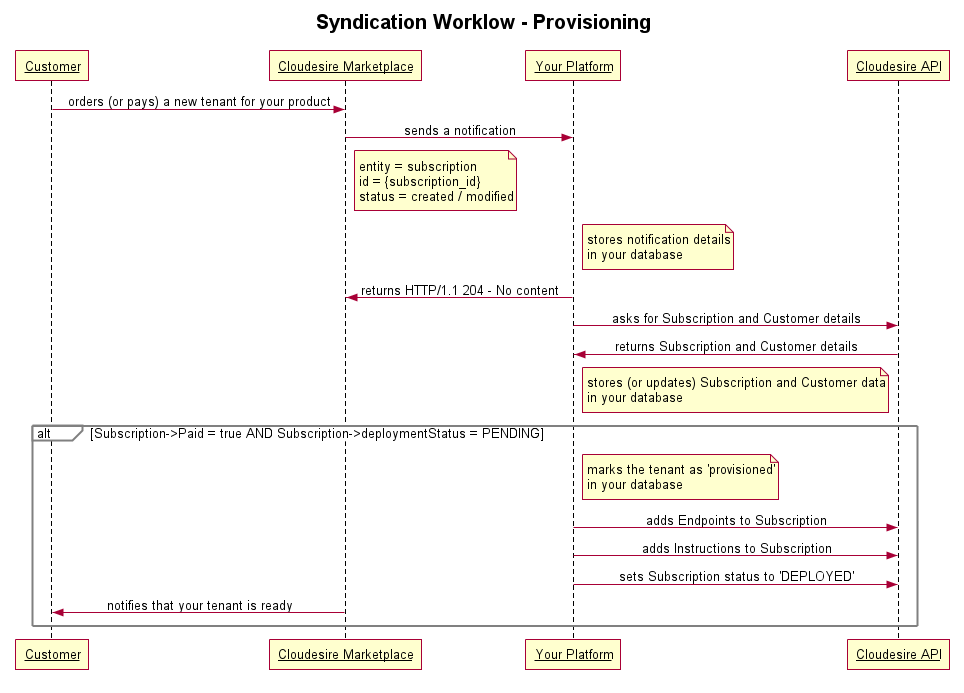 Syndication Worklow - Provisioning
Customer
Cloudesire Marketplace
Your Platform
Cloudesire API
orders (or pays) a new tenant for your product
sends a notification
entity = subscription
id = {subscription_id}
status = created / modified
stores notification details
in your database
returns HTTP/1.1 204 - No content
asks for Subscription and Customer details
returns Subscription and Customer details
stores (or updates) Subscription and Customer data
in your database
alt [Subscription->Paid = true AND Subscription->deploymentStatus = PENDING]
marks the tenant as 'provisioned'
in your database
adds Endpoints to Subscription
adds Instructions to Subscription
sets Subscription status to 'DEPLOYED'
notifies that your tenant is ready
Customer
Cloudesire Marketplace
Your Platform
Cloudesire API